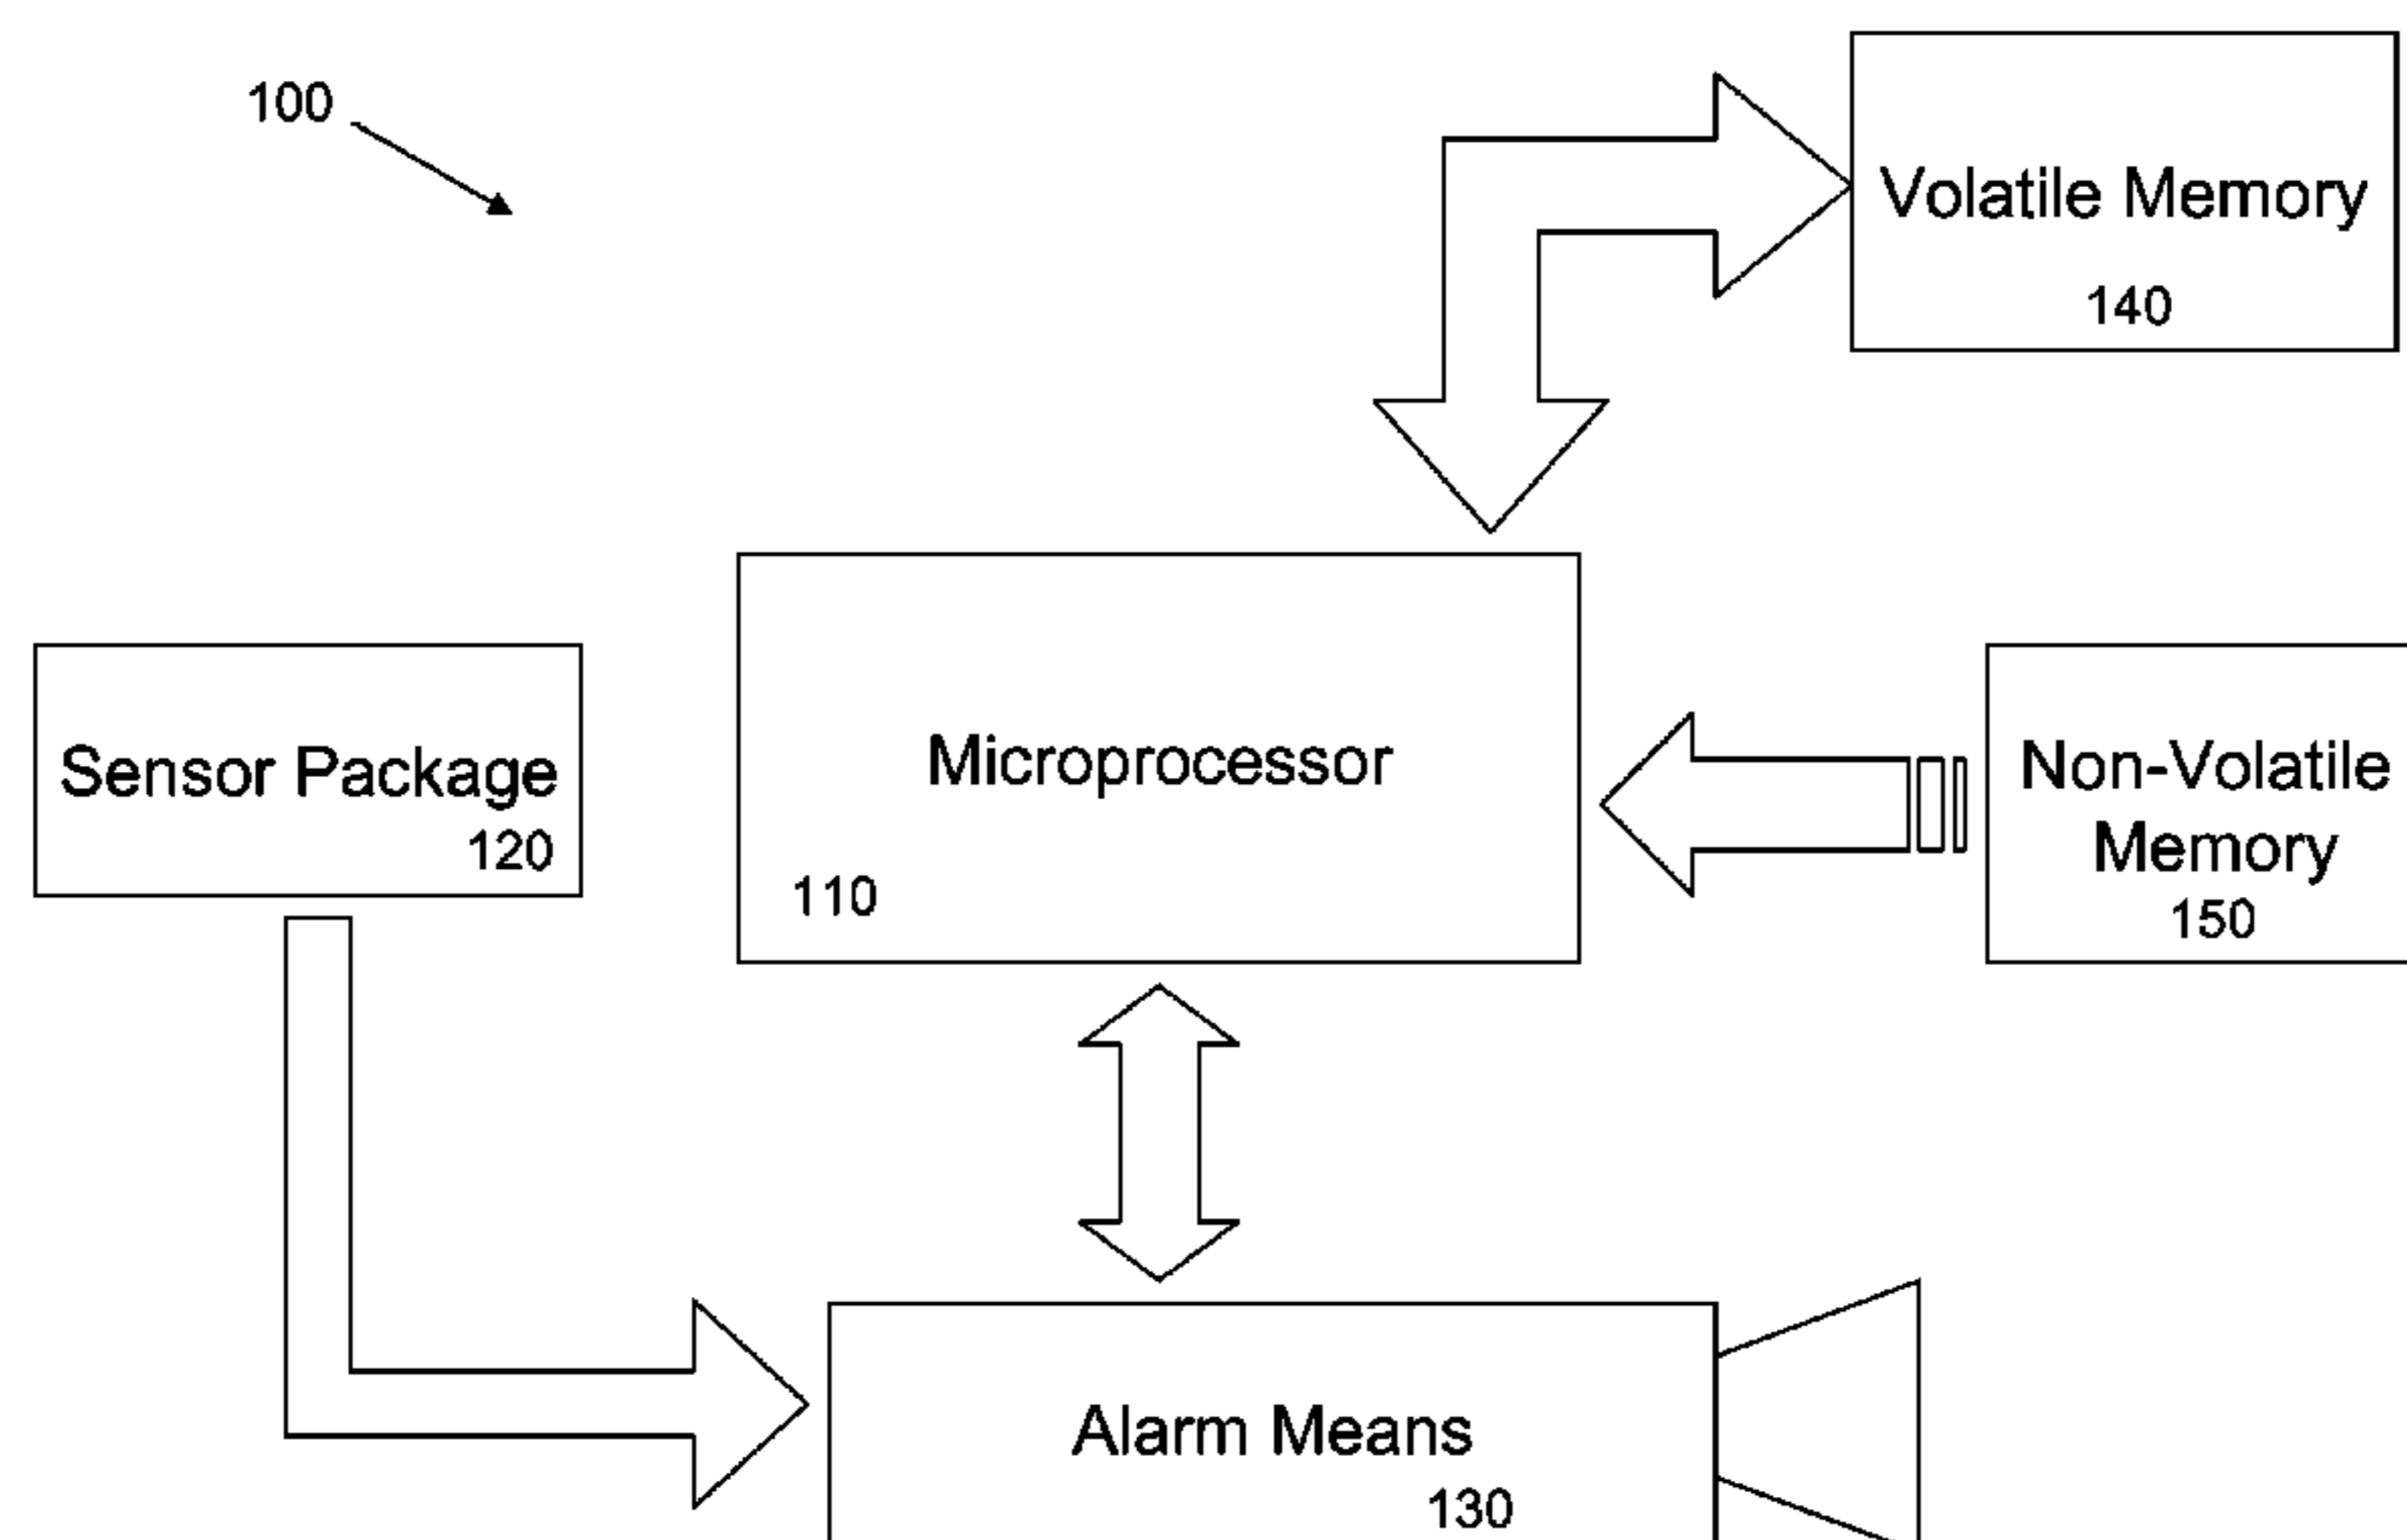 100
Volatile Memory
140
Sensor Package
120
Microprocessor
110
Non-Volatile
Memory
150
Alarm Means
130